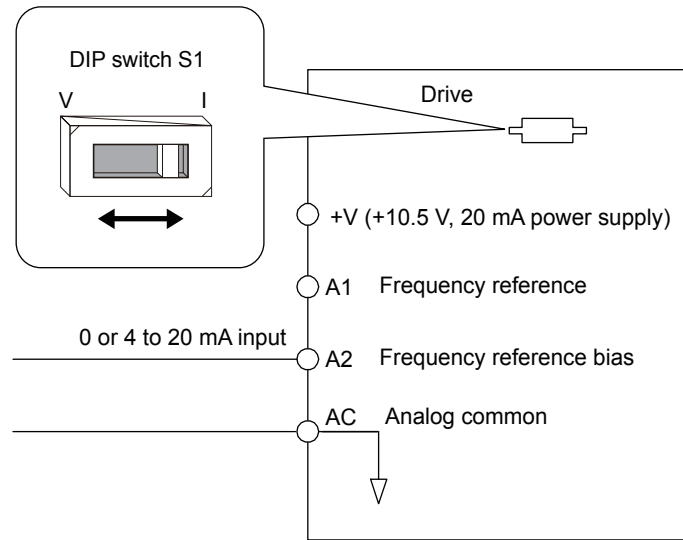 DIP switch S1
V
I
Drive
+V (+10.5 V, 20 mA power supply)
A1 Frequency reference
0 or 4 to 20 mA input
A2 Frequency reference bias
AC Analog common